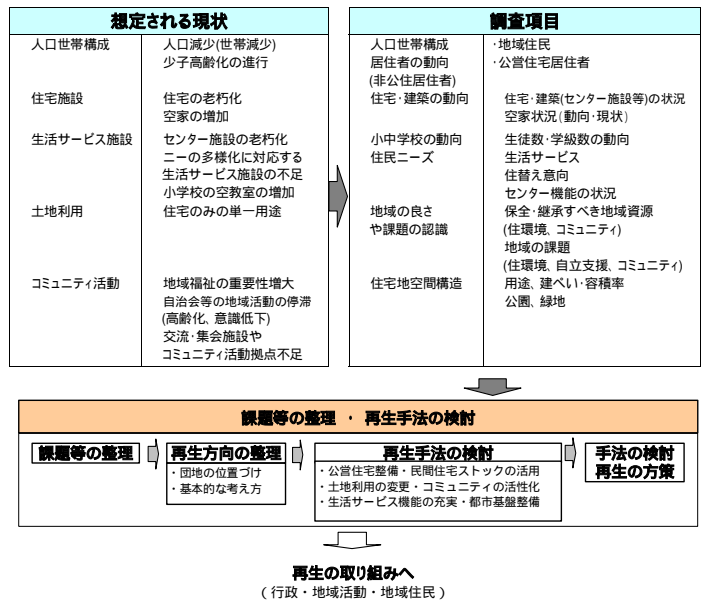 想定される現状
人口世帯構成 人口減少(世帯減少)
少子高齢化の進行
住宅施設 住宅の老朽化
空家の増加
生活サービス施設 センター施設の老朽化
ニーの多様化に対応する
生活サービス施設の不足
小学校の空教室の増加
土地利用 住宅のみの単一用途
コミュニティ活動 地域福祉の重要性増大
自治会等の地域活動の停滞
(高齢化、意識低下)
交流・集会施設や
コミュニティ活動拠点不足
調査項目
人口世帯構成 ・地域住民
居住者の動向 ・公営住宅居住者
(非公住居住者)
住宅・建築の動向 住宅・建築(センター施設等)の状況
空家状況(動向・現状)
小中学校の動向 生徒数・学級数の動向
住民ニーズ 生活サービス
住替え意向
センター機能の状況
地域の良さ 保全・継承すべき地域資源
や課題の認識 (住環境、コミュニティ)
地域の課題
(住環境、自立支援、コミュニティ)
住宅地空間構造 用途、建ぺい・容積率
公園、緑地
課題等の整理 ・ 再生手法の検討
課題等の整理
再生方向の整理
・団地の位置づけ
・基本的な考え方
再生手法の検討
・公営住宅整備・民間住宅ストックの活用
・土地利用の変更・コミュニティの活性化
・生活サービス機能の充実・都市基盤整備
手法の検討
再生の方策
再生の取り組みへ
(行政・地域活動・地域住民)